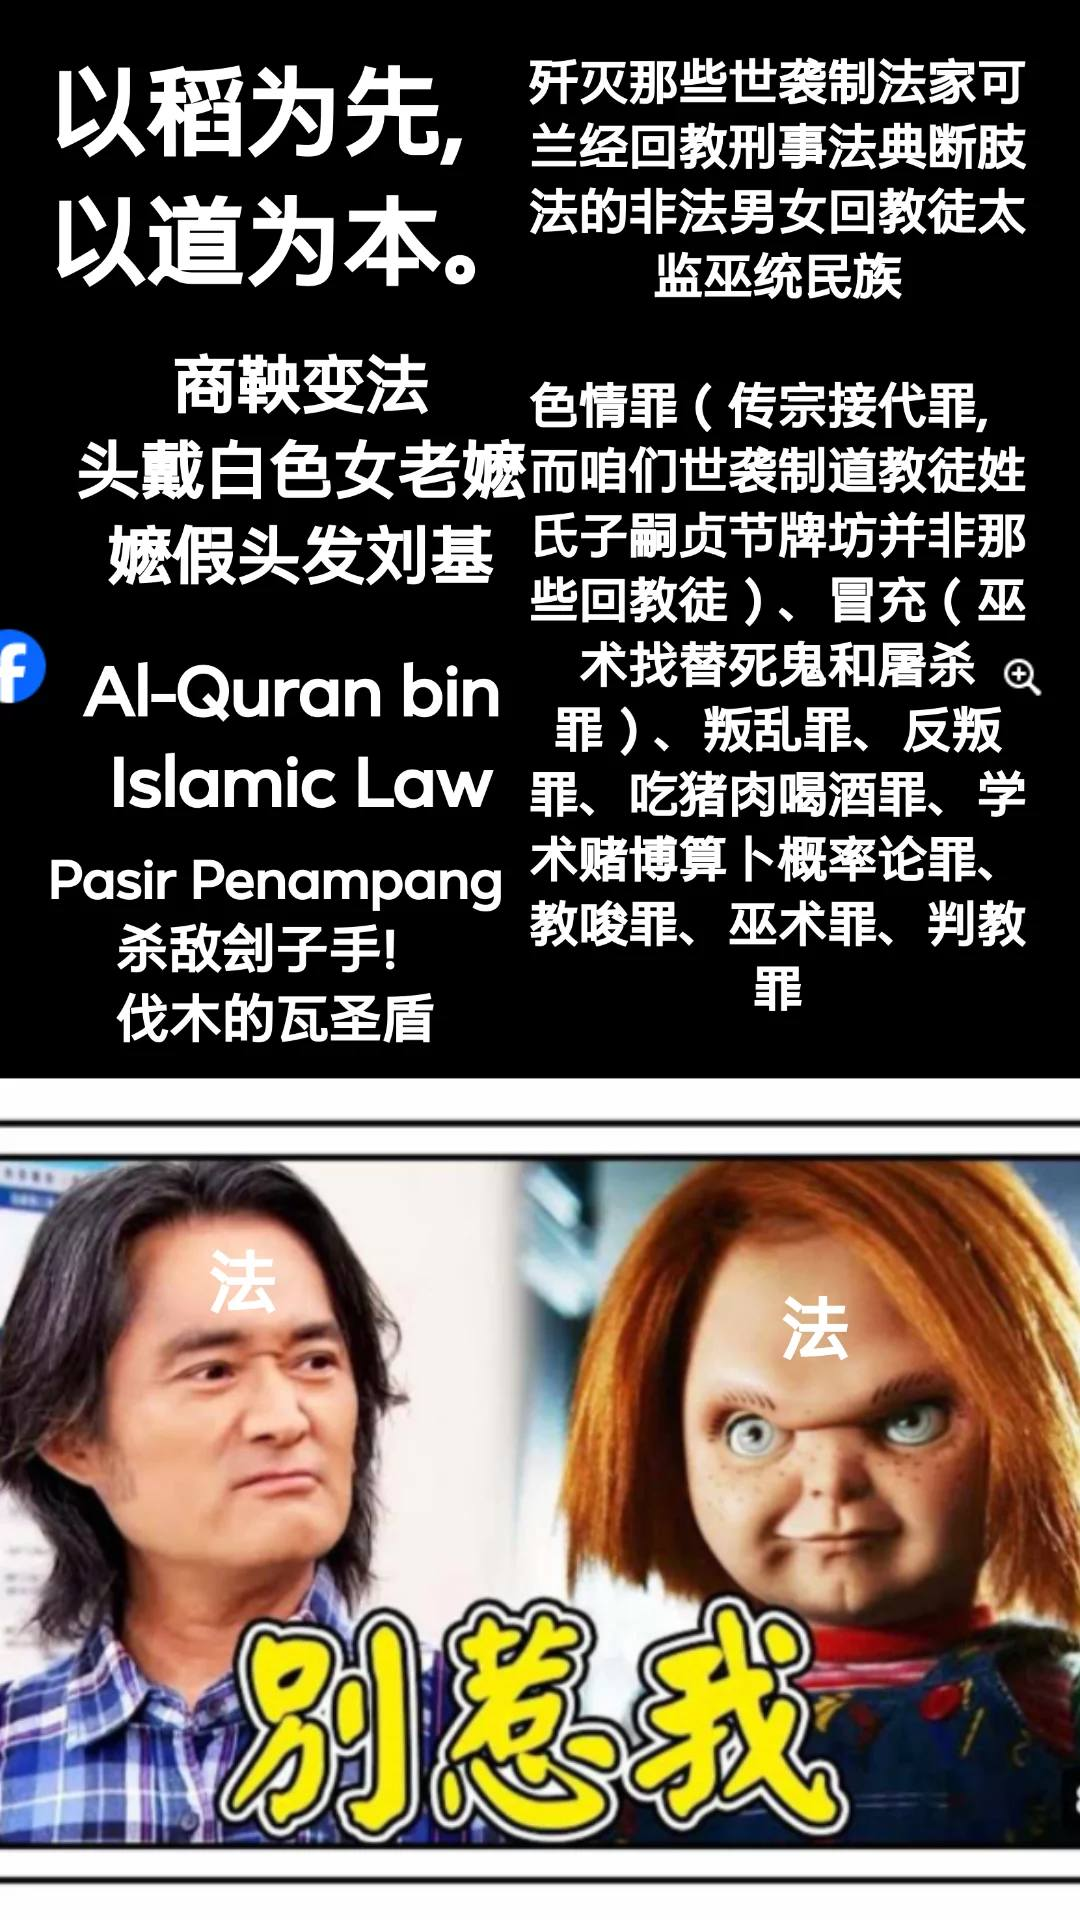 以稻为先,
以道为本。
商鞅变法
头戴白色女老嬷
嬷假头发刘基
Al-Quran bin
Islamic Law
Pasir Penampang
杀敌刽子手!
伐木的瓦圣盾
歼灭那些世袭制法家可
兰经回教刑事法典断肢
法的非法男女回教徒太
监巫统民族
色情罪（传宗接代罪,
而咱们世袭制道教徒姓
氏子嗣贞节牌坊并非那
些回教徒）、冒充（巫
术找替死鬼和屠杀
罪）、叛乱罪、反叛
罪、吃猪肉喝酒罪、学
术赌博算卜概率论罪、
教唆罪、巫术罪、判教
罪
法
法
别惹我